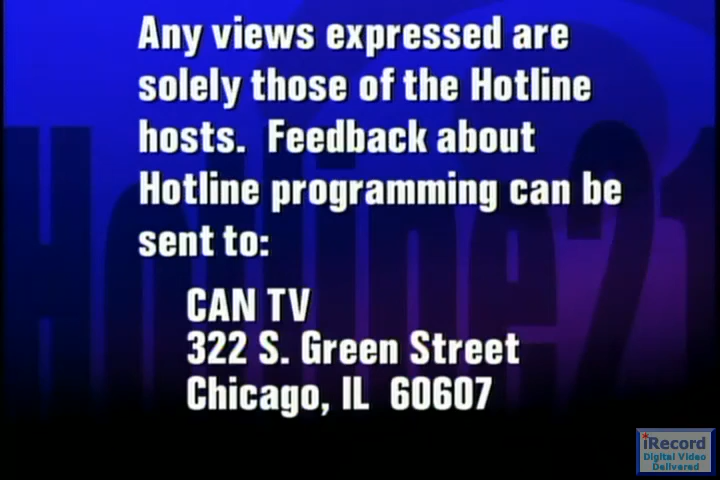 Any views expressed are
solely those of the Hotline
hosts.  Feedback about
Hotline programming can be
sent to:
CAN TV
322 S. Green Street
Chicago, IL  60607
Hotline21
iRecord
Digital Video
Delivered